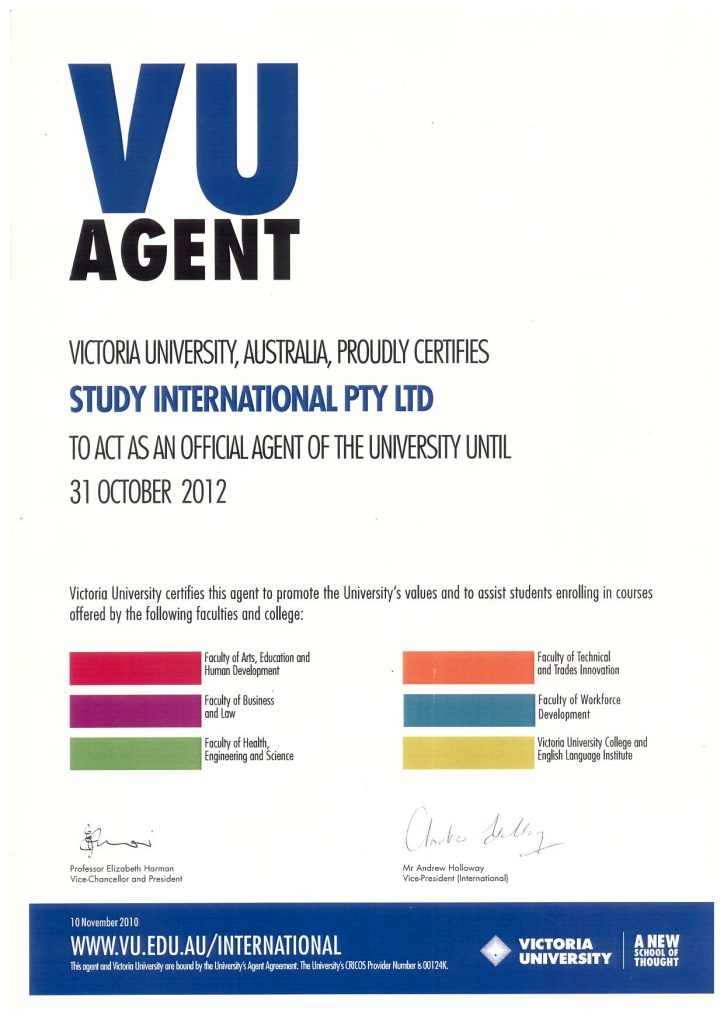 VU
AGENT
VICTORIA UNIVERSITY, AUSTRALIA, PROUDLY CERTIFIES
STUDY INTERNATIONAL PTY LTD
TO ACT AS AN OFFICIAL AGENT OF THE UNIVERSITY UNTIL
31 OCTOBER 2012
Victoria University certifies this agent to promote the University's values and to assist students enrolling in courses
offered by the following faculties and college:
Faculty of Arts, Education and
Human Development
Faculty of Business
and Law
Faculty of Health,
Engineering and Science
Faculty of Technical
and Trades Innovation
Faculty of Workforce
Development
Victoria University College and
English Language Institute
Professor Elizabeth Harman
Vice-Chancellor and President
Mr Andrew Holloway
Vice-President (International)
10 November 2010
WWW.VU.EDU.AU/INTERNATIONAL
This agent and Victoria University are bound by the University's Agent Agreement. The University's CRICOS Provider Number is 00124K.
VICTORIA
UNIVERSITY
A NEW
SCHOOL OF
THOUGHT